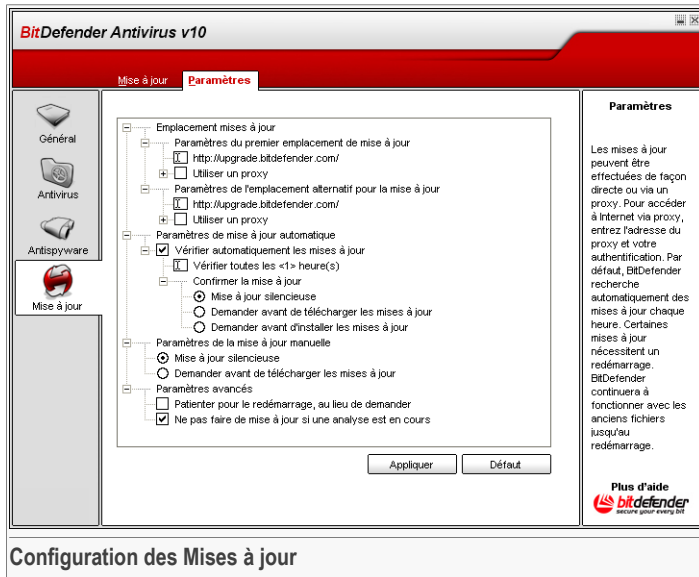 BitDefender Antivirus v10
Mise à jour
Paramètres
Général
Antivirus
Antispyware
Mise à jour
Emplacement mises à jour
Paramètres du premier emplacement de mise à jour
http://upgrade.bitdefender.com/
Utiliser un proxy
Paramètres de l'emplacement alternatif pour la mise à jour
http://upgrade.bitdefender.com/
Utiliser un proxy
Paramètres de mise à jour automatique
Vérifier automatiquement les mises à jour
Vérifier toutes les <1> heure(s)
Confirmer la mise à jour
Mise à jour silencieuse
Demander avant de télécharger les mises à jour
Demander avant d'installer les mises à jour
Paramètres de la mise à jour manuelle
Mise à jour silencieuse
Demander avant de télécharger les mises à jour
Paramètres avancés
Patienter pour le redémarrage, au lieu de demander
Ne pas faire de mise à jour si une analyse est en cours
Appliquer
Défaut
Paramètres
Les mises à jour
peuvent être
effectuées de façon
directe ou via un
proxy. Pour accéder
à Internet via proxy,
entrez l'adresse du
proxy et votre
authentification. Par
défaut, BitDefender
recherche
automatiquement des
mises à jour chaque
heure. Certaines
mises à jour
nécessitent un
redémarrage.
BitDefender
continuera à
fonctionner avec les
anciens fichiers
jusqu'au
redémarrage.
Plus d'aide
bitdefender
secure your every bit
Configuration des Mises à jour